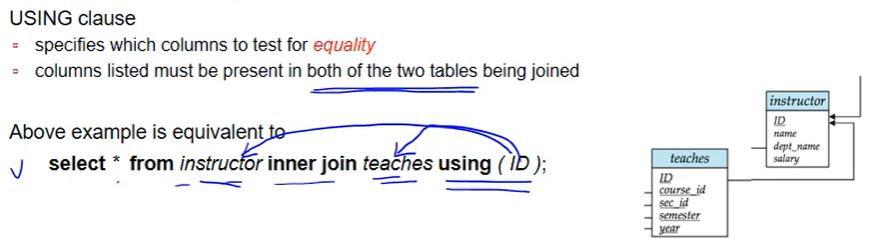 USING clause
specifies which columns to test for equality
columns listed must be present in both of the two tables being joined
Above example is equivalent to
select * from instructor inner join teaches using ( ID );
instructor
ID
name
dept_name
salary
teaches
ID
course_id
sec_id
semester
year